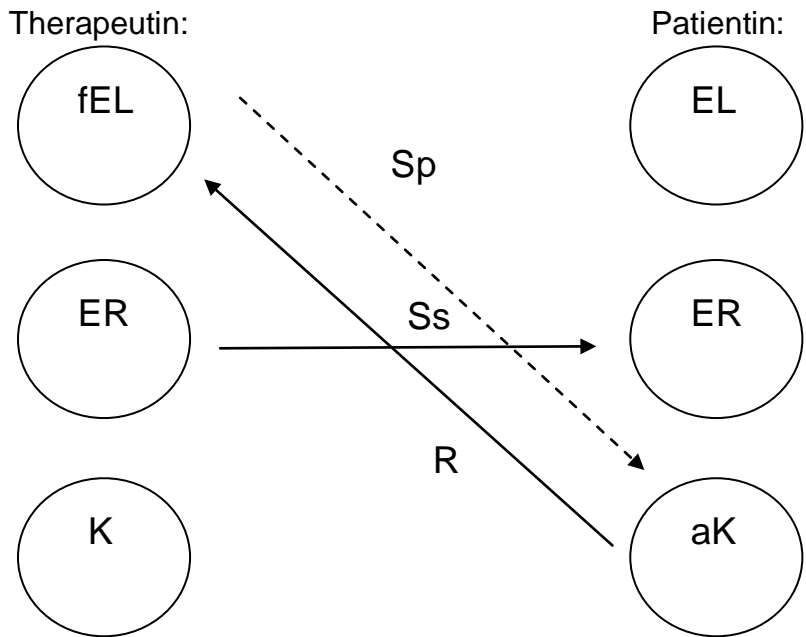 Therapeutin: Patientin:
fEL EL
Sp
ER Ss ER
R
K aK